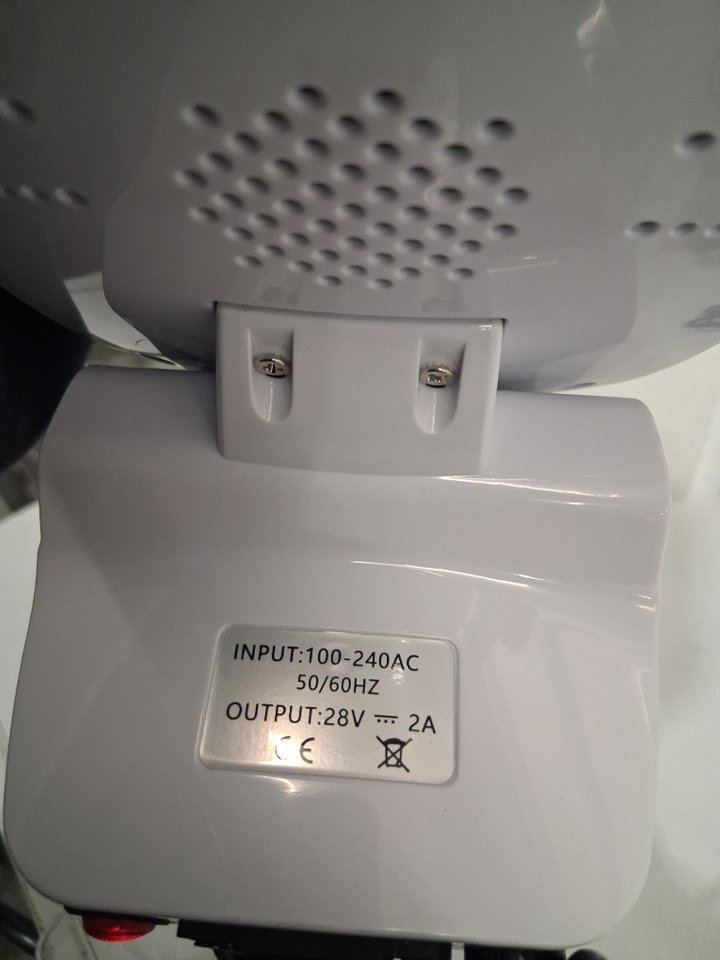 INPUT:100-240AC
50/60HZ
OUTPUT:28V ⎓ 2A
CE